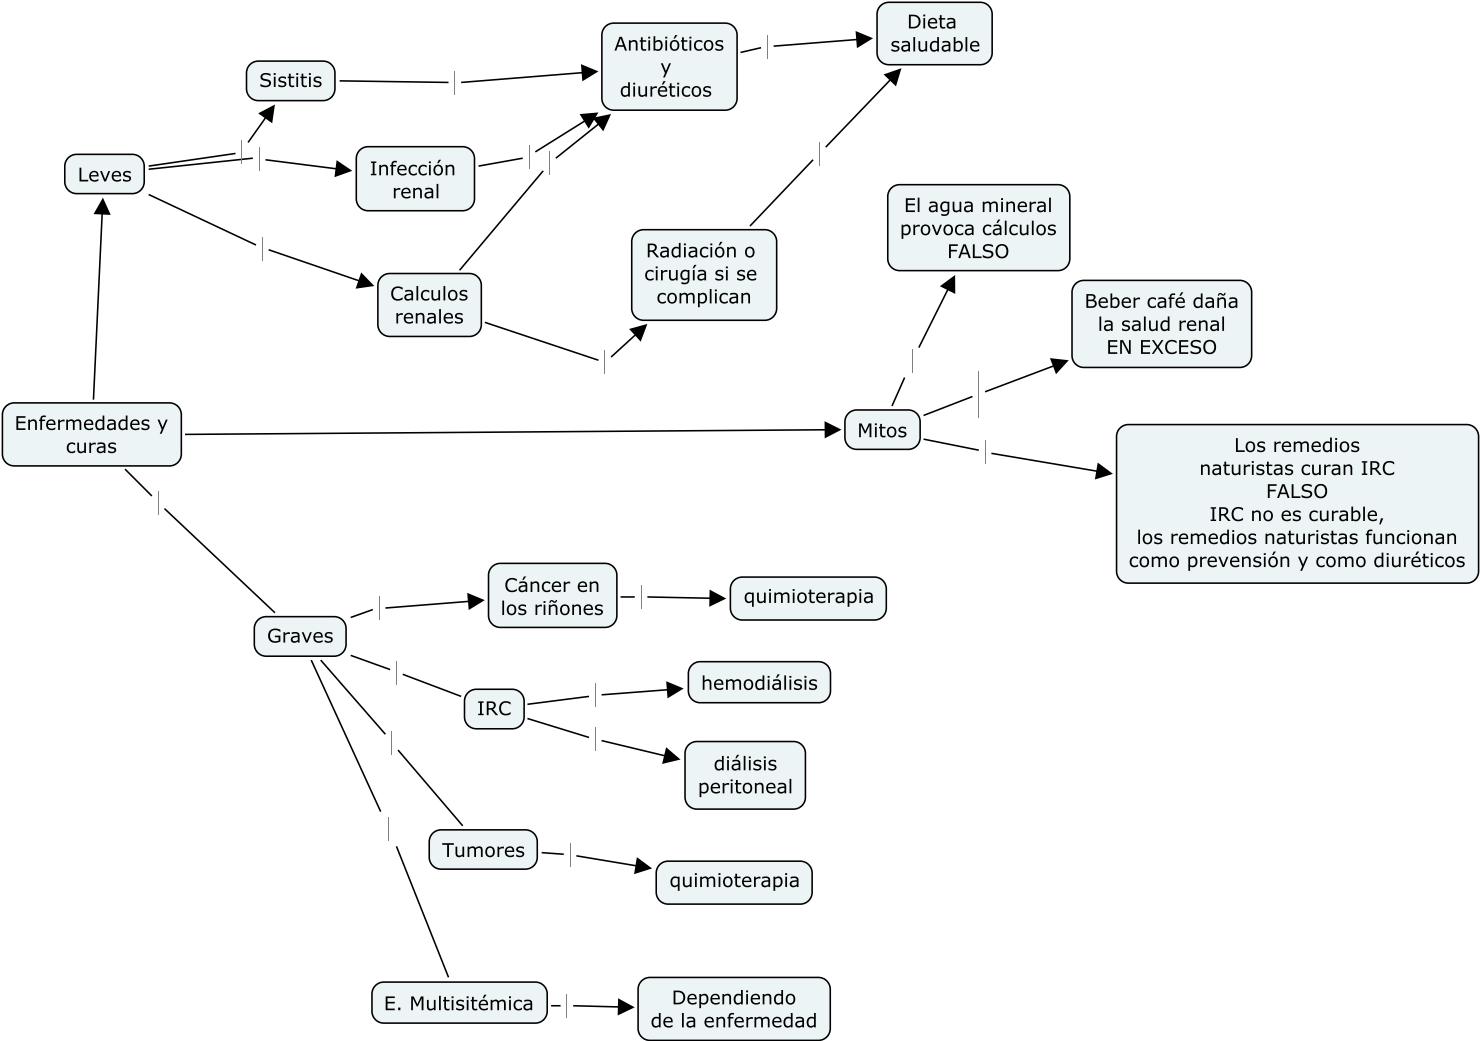 Dieta
saludable
Antibióticos
y
diuréticos
Sistitis
Infección
renal
Leves
El agua mineral
provoca cálculos
FALSO
Radiación o
cirugía si se
complican
Calculos
renales
Beber café daña
la salud renal
EN EXCESO
Enfermedades y
curas
Mitos
Los remedios
naturistas curan IRC
FALSO
IRC no es curable,
los remedios naturistas funcionan
como prevensión y como diuréticos
Cáncer en
los riñones
quimioterapia
Graves
hemodiálisis
IRC
diálisis
peritoneal
Tumores
quimioterapia
E. Multisitémica
Dependiendo
de la enfermedad